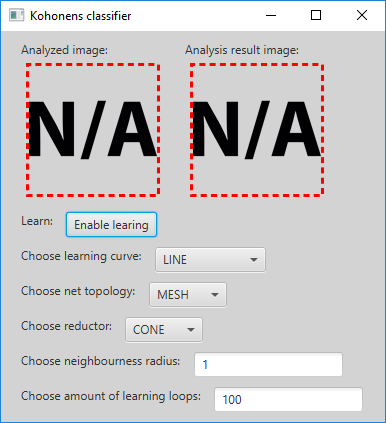 Kohonens classifier
Analyzed image: Analysis result image:
N/A N/A
Learn: Enable learing
Choose learning curve: LINE
Choose net topology: MESH
Choose reductor: CONE
Choose neighbourness radius: 1
Choose amount of learning loops: 100